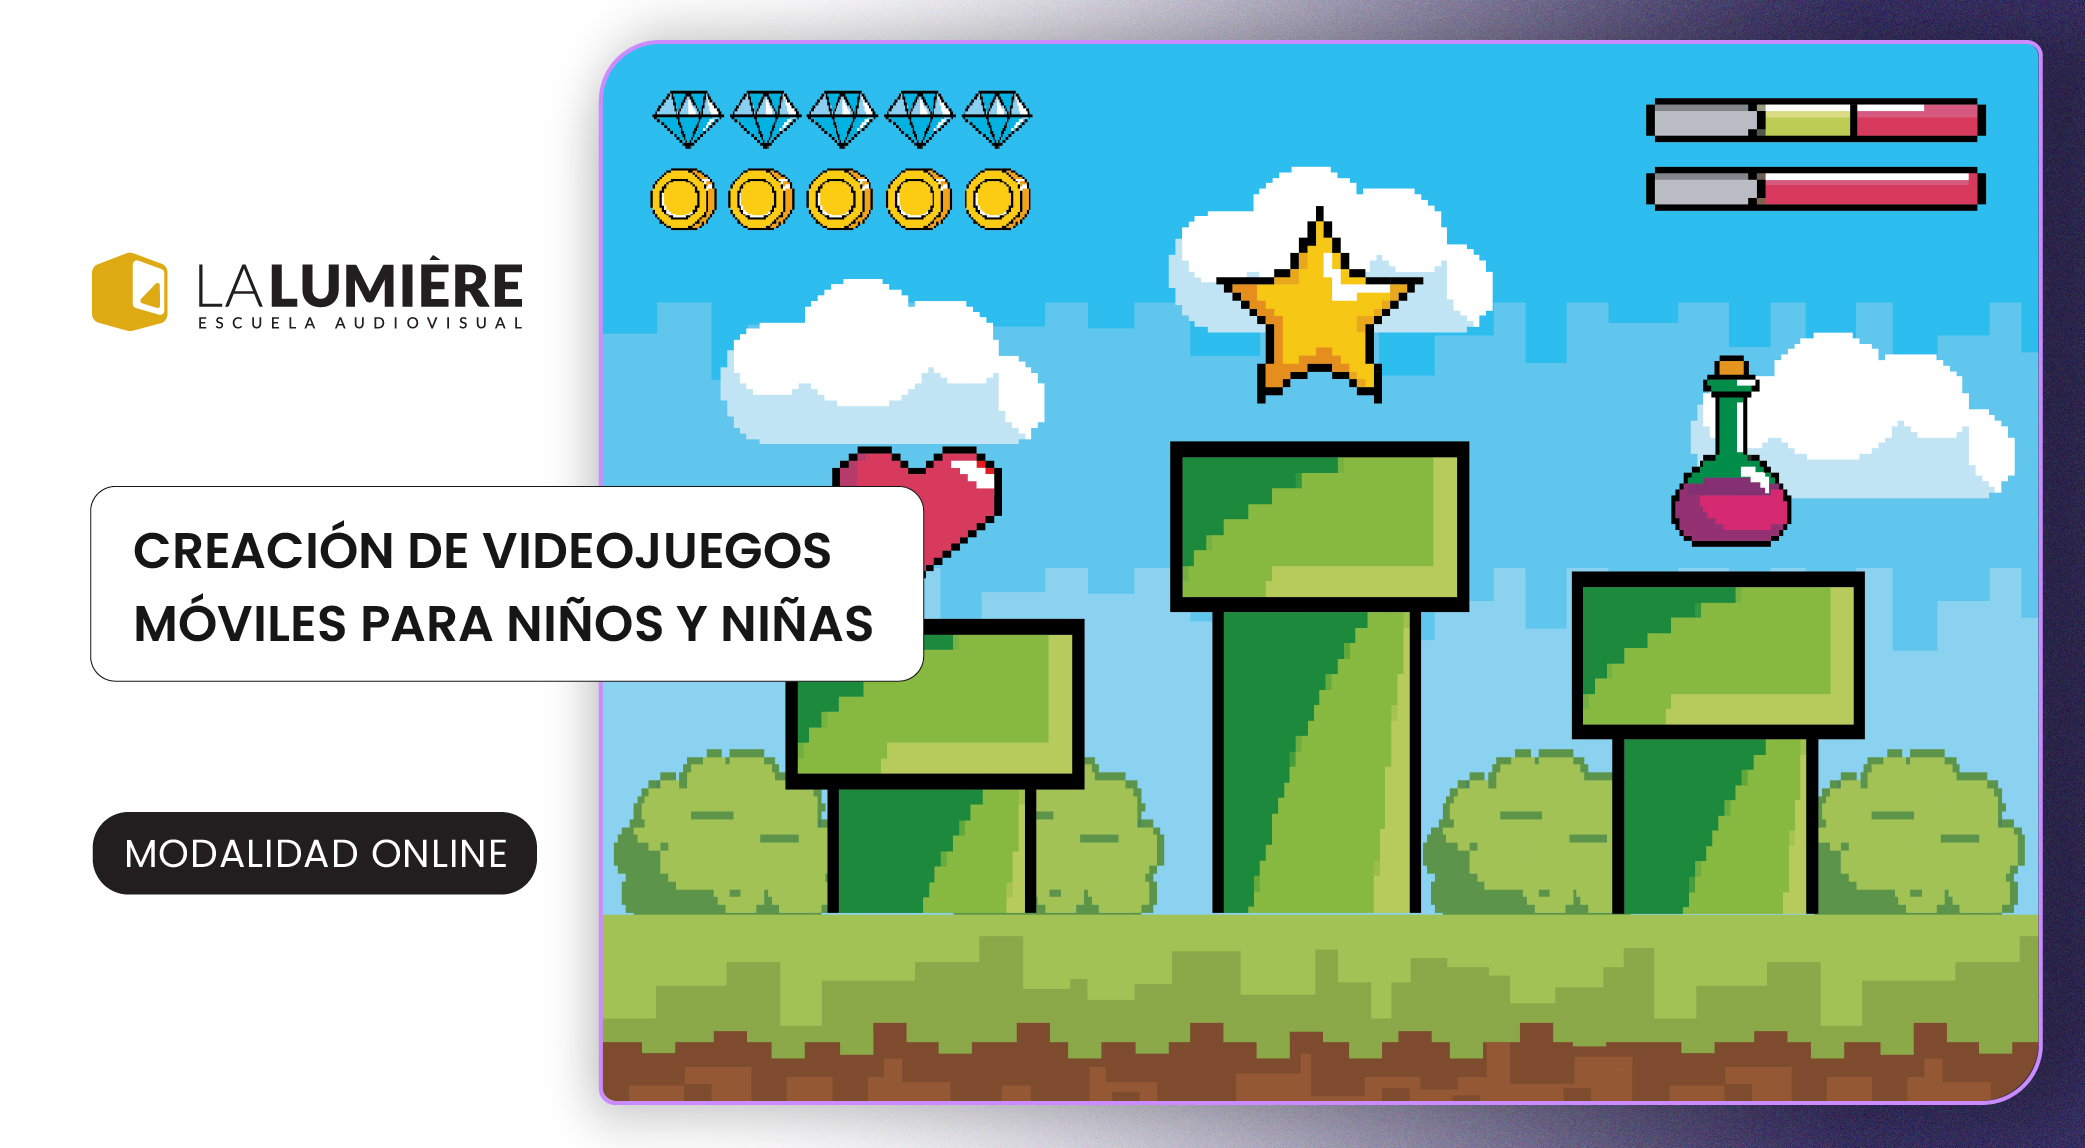 LALUMIÈRE
ESCUELA AUDIOVISUAL
CREACIÓN DE VIDEOJUEGOS
MÓVILES PARA NIÑOS Y NIÑAS
MODALIDAD ONLINE